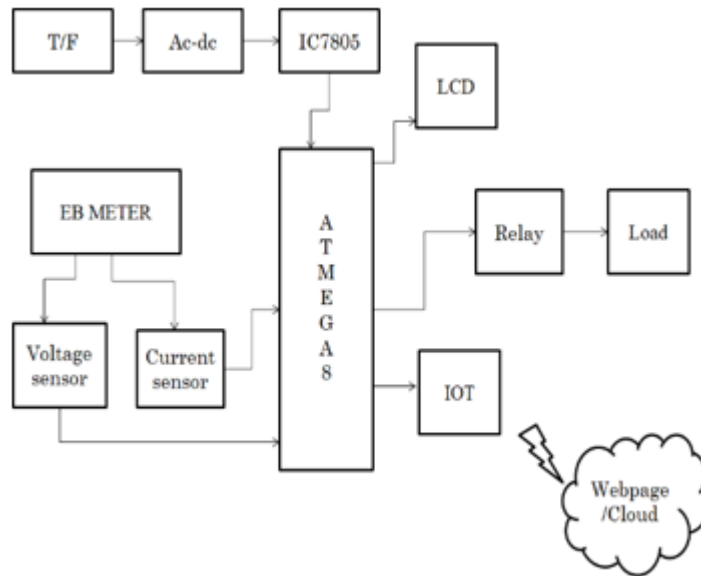 T/F
Ac-dc
IC7805
LCD
EB METER
A
T
M
E
G
A
8
Relay
Load
Voltage
sensor
Current
sensor
IOT
Webpage
/Cloud